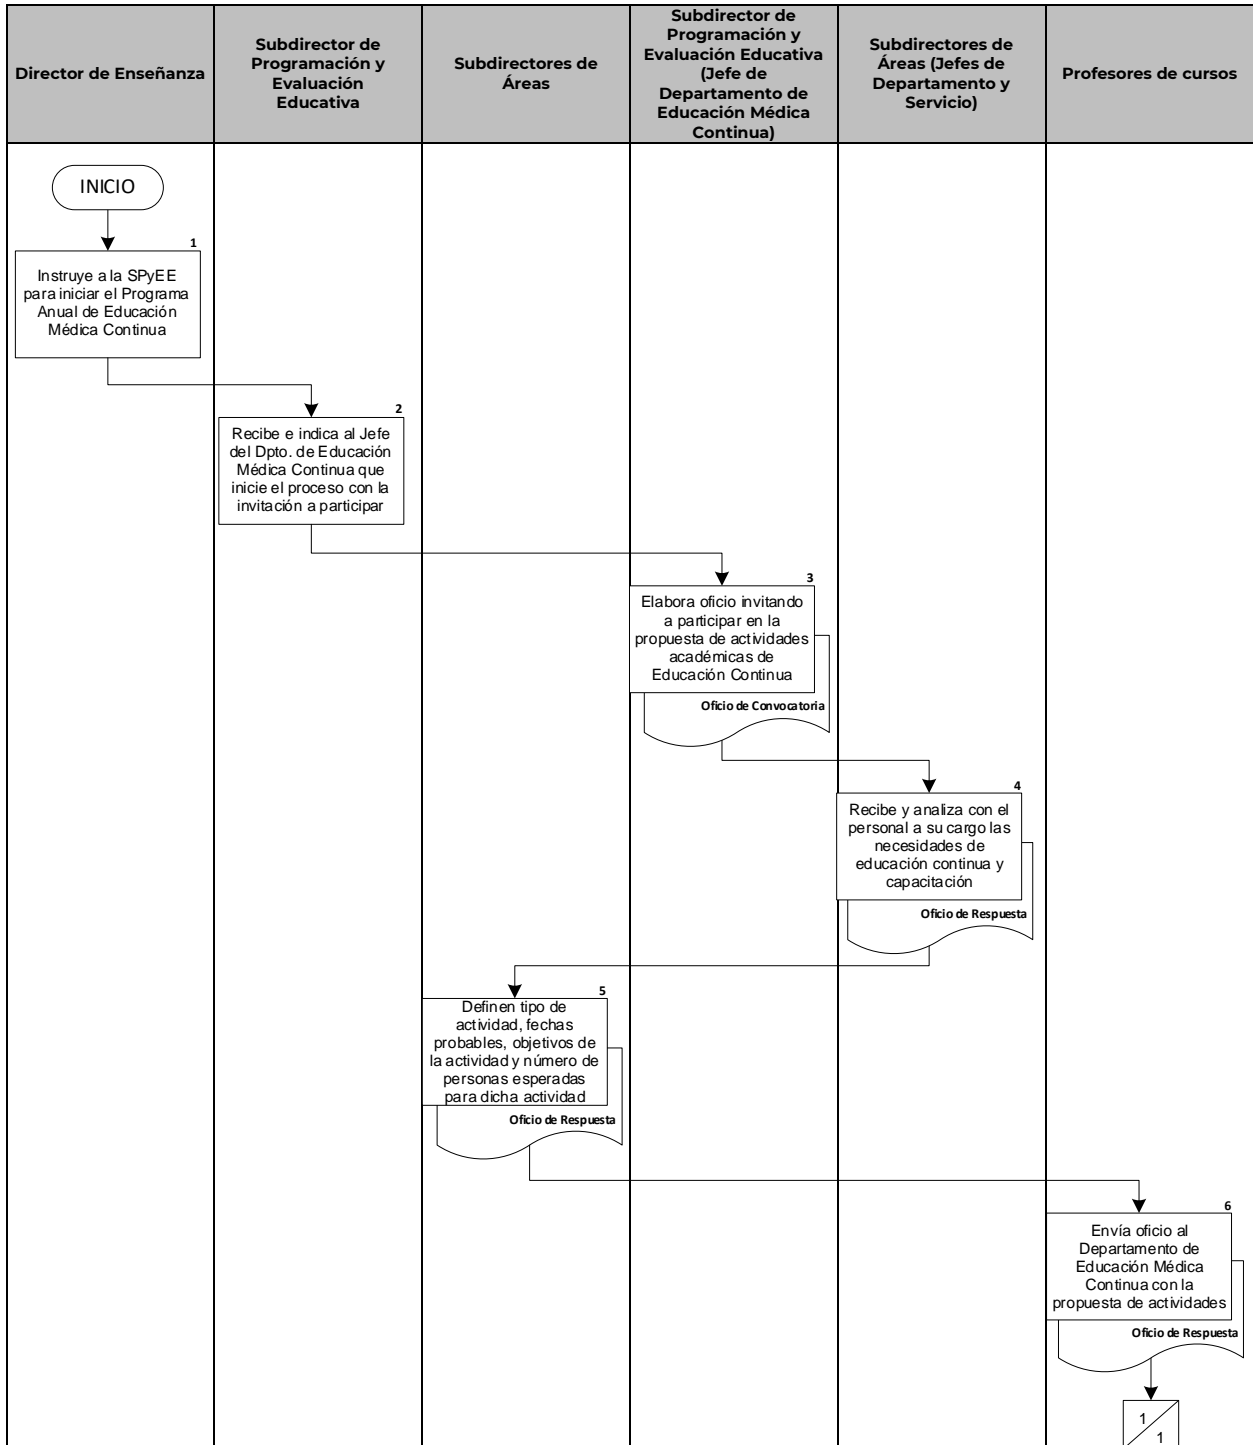 Director de Enseñanza
Subdirector de
Programación y
Evaluación
Educativa
Subdirectores de
Áreas
Subdirector de
Programación y
Evaluación Educativa
(Jefe de
Departamento de
Educación Médica
Continua)
Subdirectores de
Áreas (Jefes de
Departamento y
Servicio)
Profesores de cursos
INICIO
1
Instruye a la SPyEE
para iniciar el Programa
Anual de Educación
Médica Continua
2
Recibe e indica al Jefe
del Dpto. de Educación
Médica Continua que
inicie el proceso con la
invitación a participar
3
Elabora oficio invitando
a participar en la
propuesta de actividades
académicas de
Educación Continua
Oficio de Convocatoria
4
Recibe y analiza con el
personal a su cargo las
necesidades de
educación continua y
capacitación
Oficio de Respuesta
5
Definen tipo de
actividad, fechas
probables, objetivos de
la actividad y número de
personas esperadas
para dicha actividad
Oficio de Respuesta
6
Envía oficio al
Departamento de
Educación Médica
Continua con la
propuesta de actividades
Oficio de Respuesta
1
1